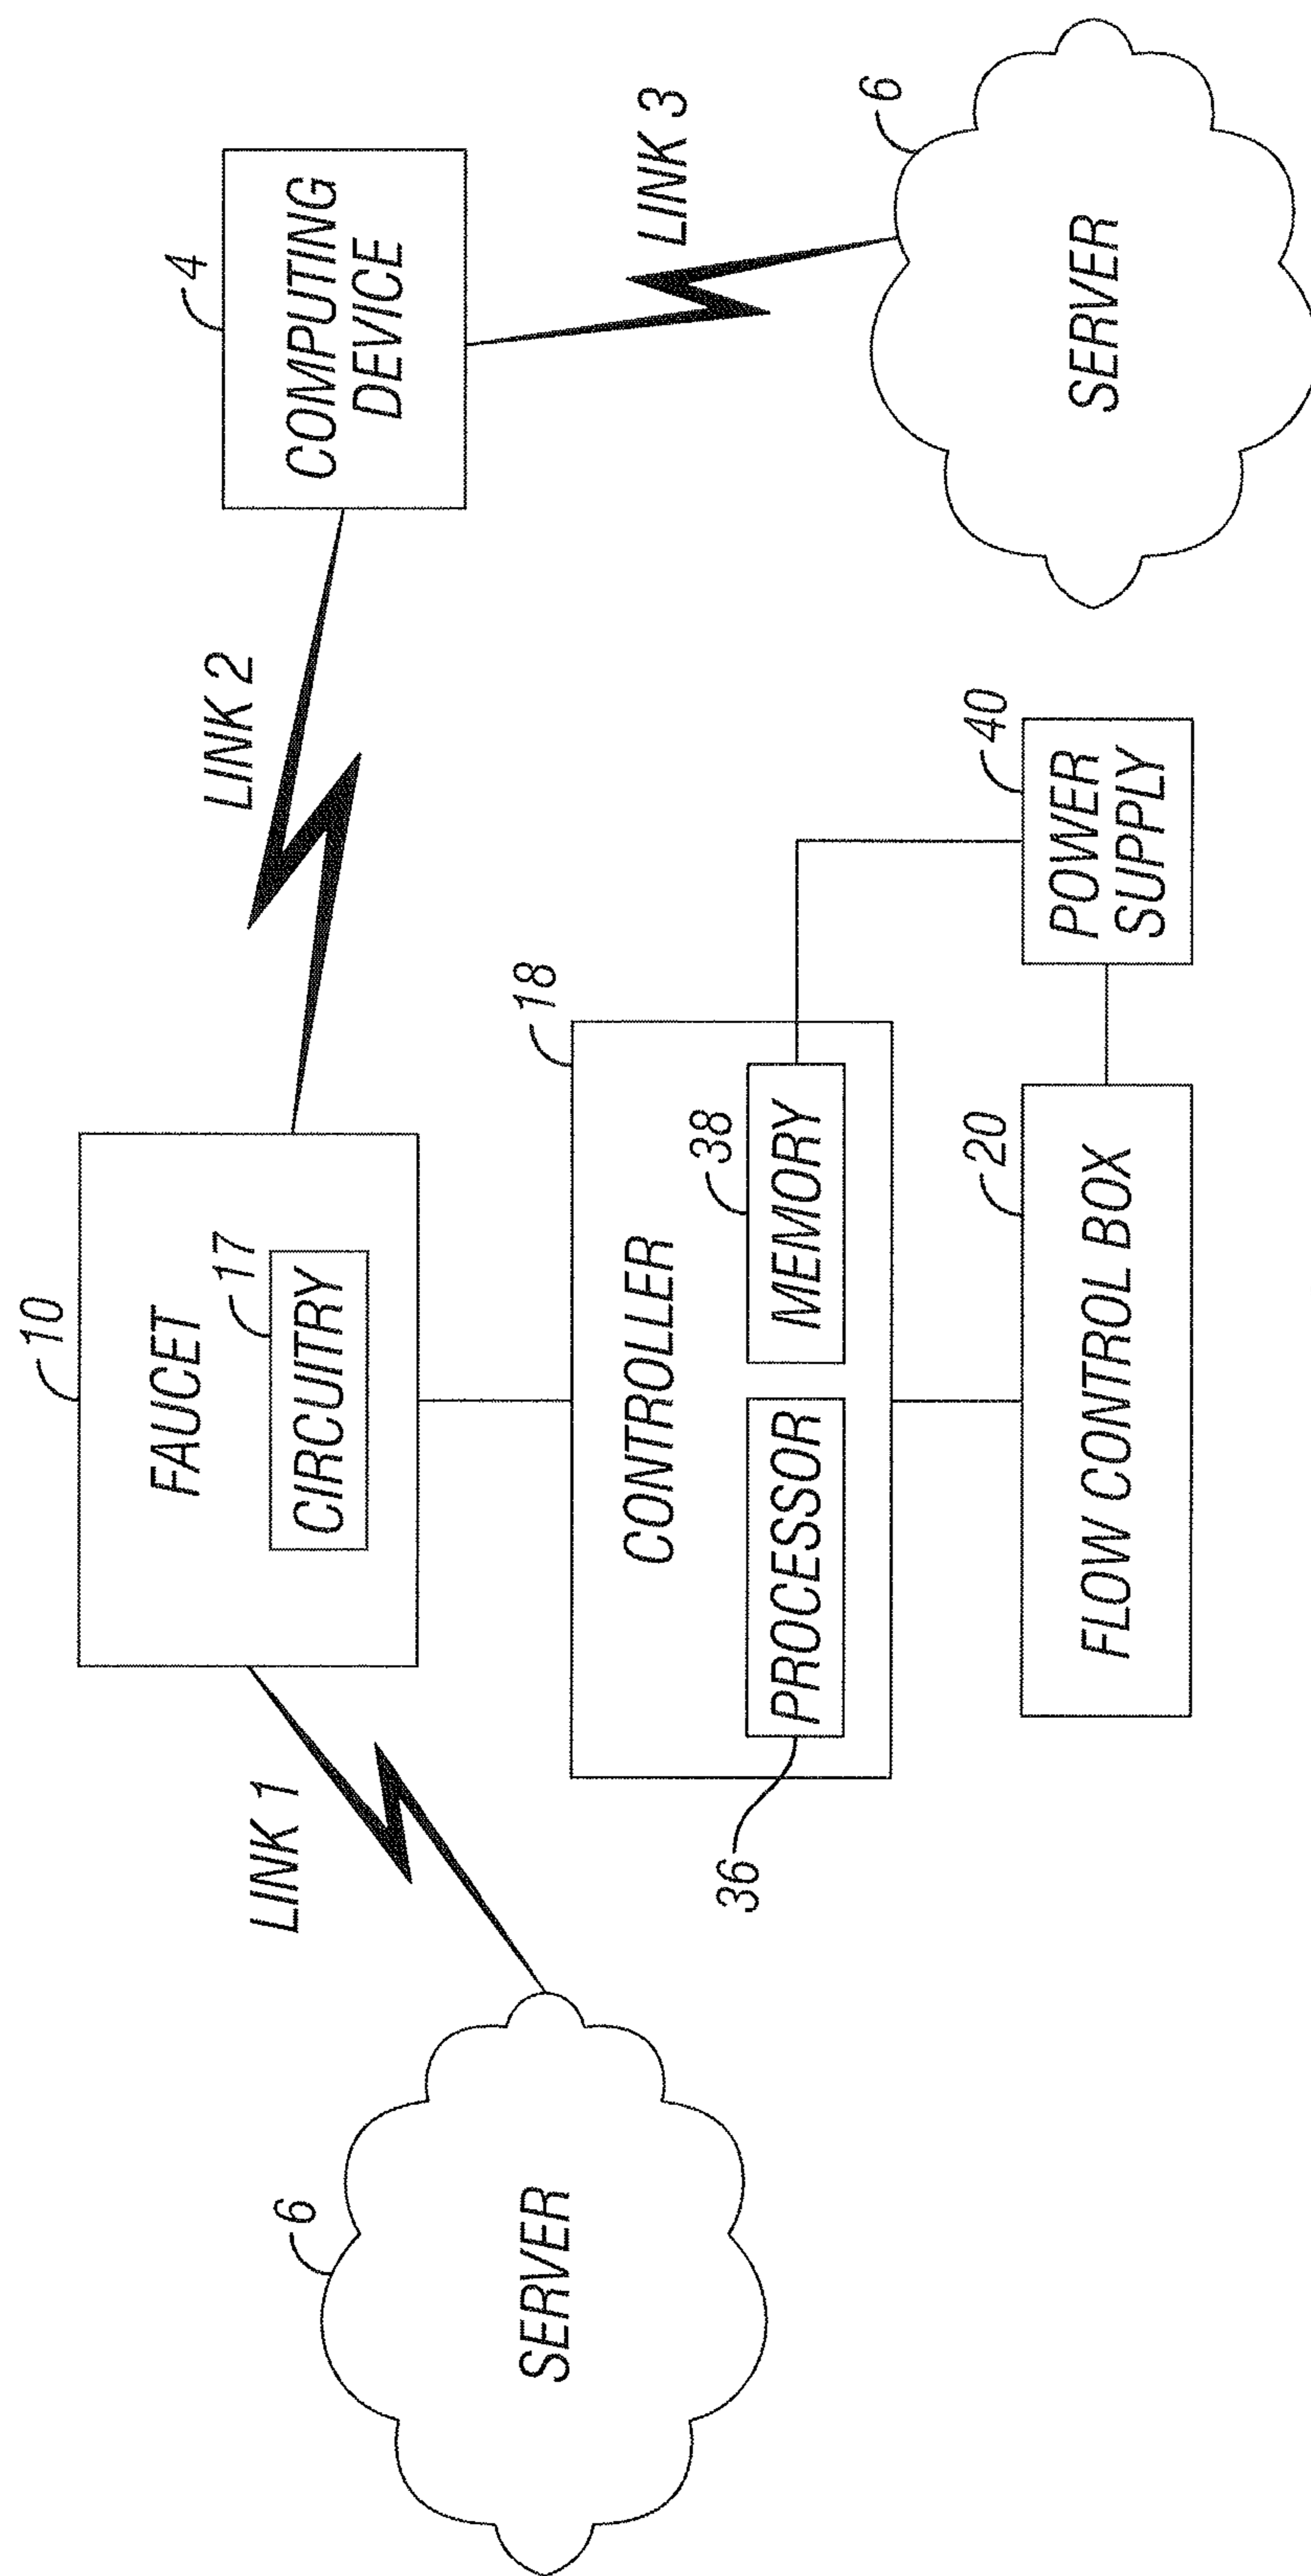 10
FAUCET
17
CIRCUITRY
LINK 1
LINK 2
4
COMPUTING
DEVICE
LINK 3
6
SERVER
6
SERVER
18
CONTROLLER
36
PROCESSOR
38
MEMORY
20
FLOW CONTROL BOX
40
POWER
SUPPLY